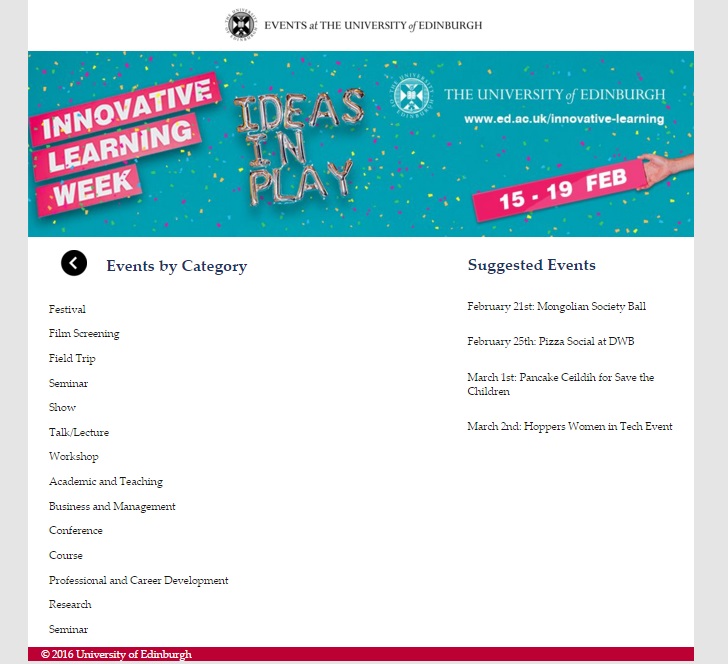 EVENTS at THE UNIVERSITY of EDINBURGH
INNOVATIVE
LEARNING
WEEK
IDEAS
IN
PLAY
THE UNIVERSITY of EDINBURGH
www.ed.ac.uk/innovative-learning
15 - 19 FEB
Events by Category
Festival
Film Screening
Field Trip
Seminar
Show
Talk/Lecture
Workshop
Academic and Teaching
Business and Management
Conference
Course
Professional and Career Development
Research
Seminar
Suggested Events
February 21st: Mongolian Society Ball
February 25th: Pizza Social at DWB
March 1st: Pancake Ceildih for Save the
Children
March 2nd: Hoppers Women in Tech Event
© 2016 University of Edinburgh